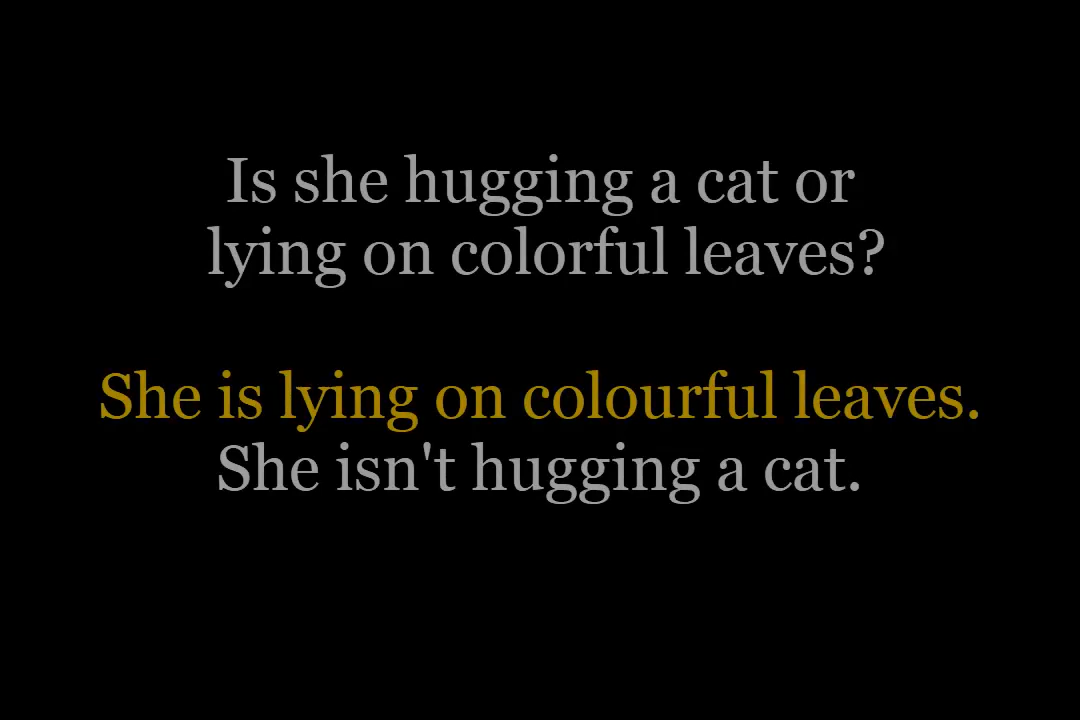 Is she hugging a cat or
lying on colorful leaves?
She is lying on colourful leaves.
She isn't hugging a cat.